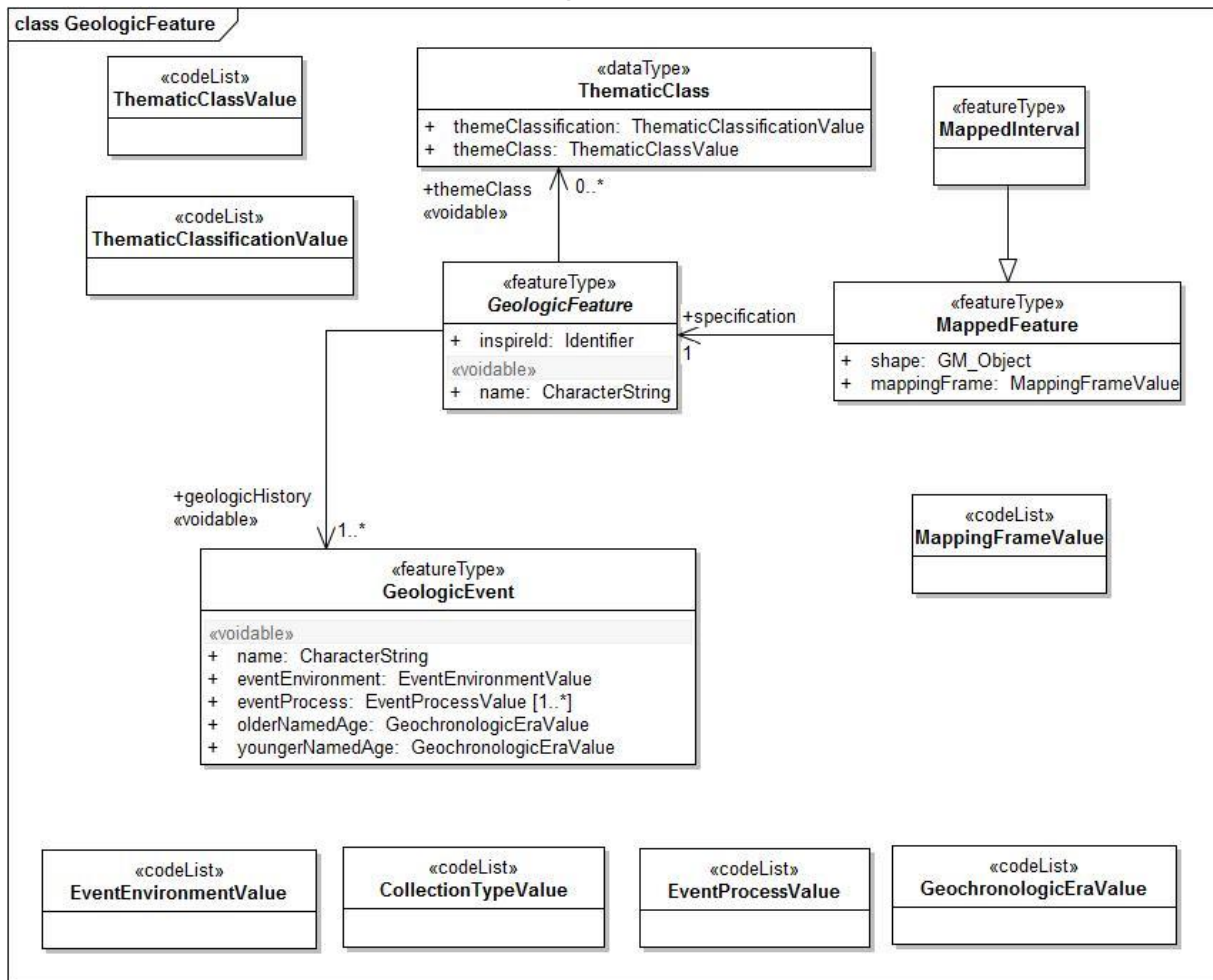 class GeologicFeature
«codeList»
ThematicClassValue
«dataType»
ThematicClass
+ themeClassification: ThematicClassificationValue
+ themeClass: ThematicClassValue
«featureType»
MappedInterval
+themeClass
0..*
«voidable»
«codeList»
ThematicClassificationValue
«featureType»
GeologicFeature
+ inspireId: Identifier
«voidable»
+ name: CharacterString
+specification
1
«featureType»
MappedFeature
+ shape: GM_Object
+ mappingFrame: MappingFrameValue
+geologicHistory
«voidable»
1..*
«codeList»
MappingFrameValue
«featureType»
GeologicEvent
«voidable»
+ name: CharacterString
+ eventEnvironment: EventEnvironmentValue
+ eventProcess: EventProcessValue [1..*]
+ olderNamedAge: GeochronologicEraValue
+ youngerNamedAge: GeochronologicEraValue
«codeList»
EventEnvironmentValue
«codeList»
CollectionTypeValue
«codeList»
EventProcessValue
«codeList»
GeochronologicEraValue